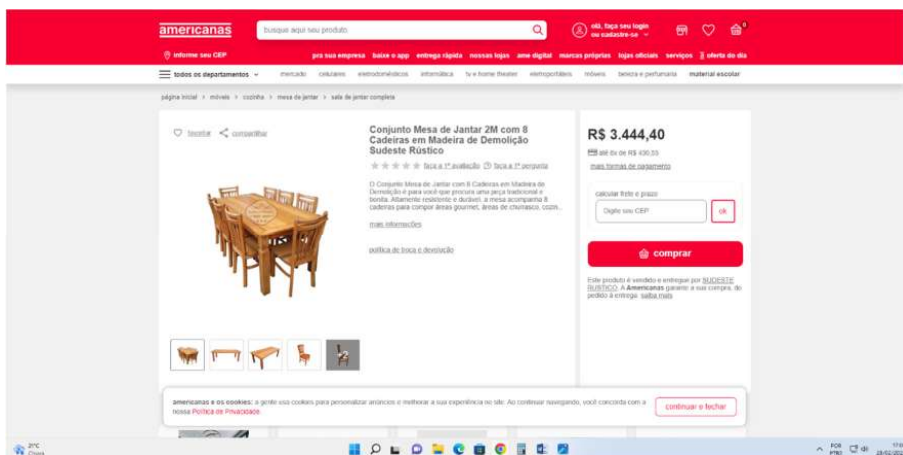 americanas
busque aqui seu produto
olá, faça seu login
ou cadastre-se
0
informe seu CEP
pra sua empresa baixe o app entrega rápida nossas lojas ame digital marcas próprias lojas oficiais serviços oferta do dia
todos os departamentos mercado celulares eletrodomésticos informática tv e home theater eletroportáteis móveis beleza e perfumaria material escolar
página inicial > móveis > cozinha > mesa de jantar > sala de jantar completa
favoritar compartilhar
Conjunto Mesa de Jantar 2M com 8
Cadeiras em Madeira de Demolição
Sudeste Rústico
faça a 1ª avaliação faça a 1ª pergunta
O Conjunto Mesa de Jantar com 8 Cadeiras em Madeira de
Demolição é para você que procura uma peça tradicional e
bonita. Altamente resistente e durável, a mesa acompanha 8
cadeiras para compor áreas gourmet, áreas de churrasco, cozin...
mais informações
política de troca e devolução
R$ 3.444,40
mais formas de pagamento
calcular frete e prazo
Digite seu CEP
ok
comprar
Este produto é vendido e entregue por SUDESTE
RUSTICO. A Americanas garante a sua compra, do
pedido à entrega. saiba mais
+2
americanas e os cookies: a gente usa cookies para personalizar anúncios e melhorar a sua experiência no site. Ao continuar navegando, você concorda com a
nossa Política de Privacidade.
continuar e fechar
21°C
Chuva
POR
PTB2